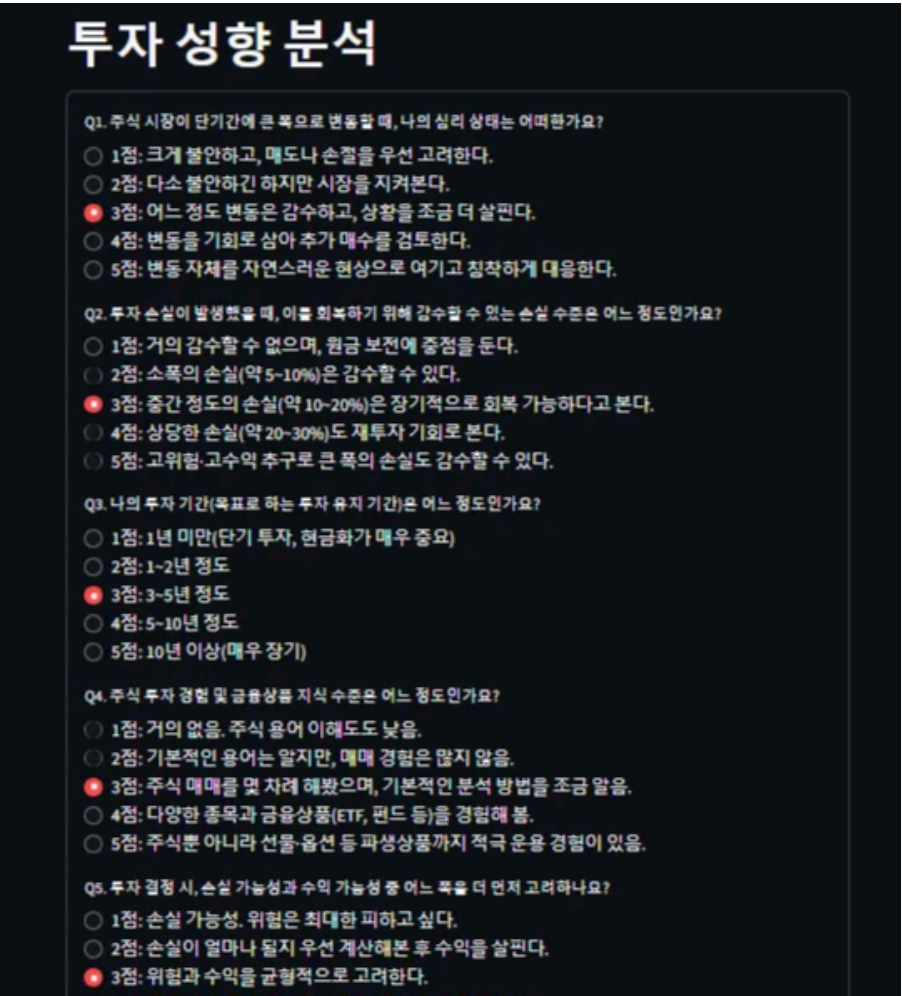 투자 성향 분석
Q1. 주식 시장이 단기간에 큰 폭으로 변동할 때, 나의 심리 상태는 어떠한가요?
1점: 크게 불안하고, 매도나 손절을 우선 고려한다.
2점: 다소 불안하긴 하지만 시장을 지켜본다.
3점: 어느 정도 변동은 감수하고, 상황을 조금 더 살핀다.
4점: 변동을 기회로 삼아 추가 매수를 검토한다.
5점: 변동 자체를 자연스러운 현상으로 여기고 침착하게 대응한다.
Q2. 투자 손실이 발생했을 때, 이를 회복하기 위해 감수할 수 있는 손실 수준은 어느 정도인가요?
1점: 거의 감수할 수 없으며, 원금 보전에 중점을 둔다.
2점: 소폭의 손실(약 5~10%)은 감수할 수 있다.
3점: 중간 정도의 손실(약 10~20%)은 장기적으로 회복 가능하다고 본다.
4점: 상당한 손실(약 20~30%)도 재투자 기회로 본다.
5점: 고위험·고수익 추구로 큰 폭의 손실도 감수할 수 있다.
Q3. 나의 투자 기간(목표로 하는 투자 유지 기간)은 어느 정도인가요?
1점: 1년 미만(단기 투자, 현금화가 매우 중요)
2점: 1~2년 정도
3점: 3~5년 정도
4점: 5~10년 정도
5점: 10년 이상(매우 장기)
Q4. 주식 투자 경험 및 금융상품 지식 수준은 어느 정도인가요?
1점: 거의 없음. 주식 용어 이해도도 낮음.
2점: 기본적인 용어는 알지만, 매매 경험은 많지 않음.
3점: 주식 매매를 몇 차례 해봤으며, 기본적인 분석 방법을 조금 알음.
4점: 다양한 종목과 금융상품(ETF, 펀드 등)을 경험해 봄.
5점: 주식뿐 아니라 선물·옵션 등 파생상품까지 적극 운용 경험이 있음.
Q5. 투자 결정 시, 손실 가능성과 수익 가능성 중 어느 쪽을 더 먼저 고려하나요?
1점: 손실 가능성. 위험은 최대한 피하고 싶다.
2점: 손실이 얼마나 될지 우선 계산해본 후 수익을 살핀다.
3점: 위험과 수익을 균형적으로 고려한다.